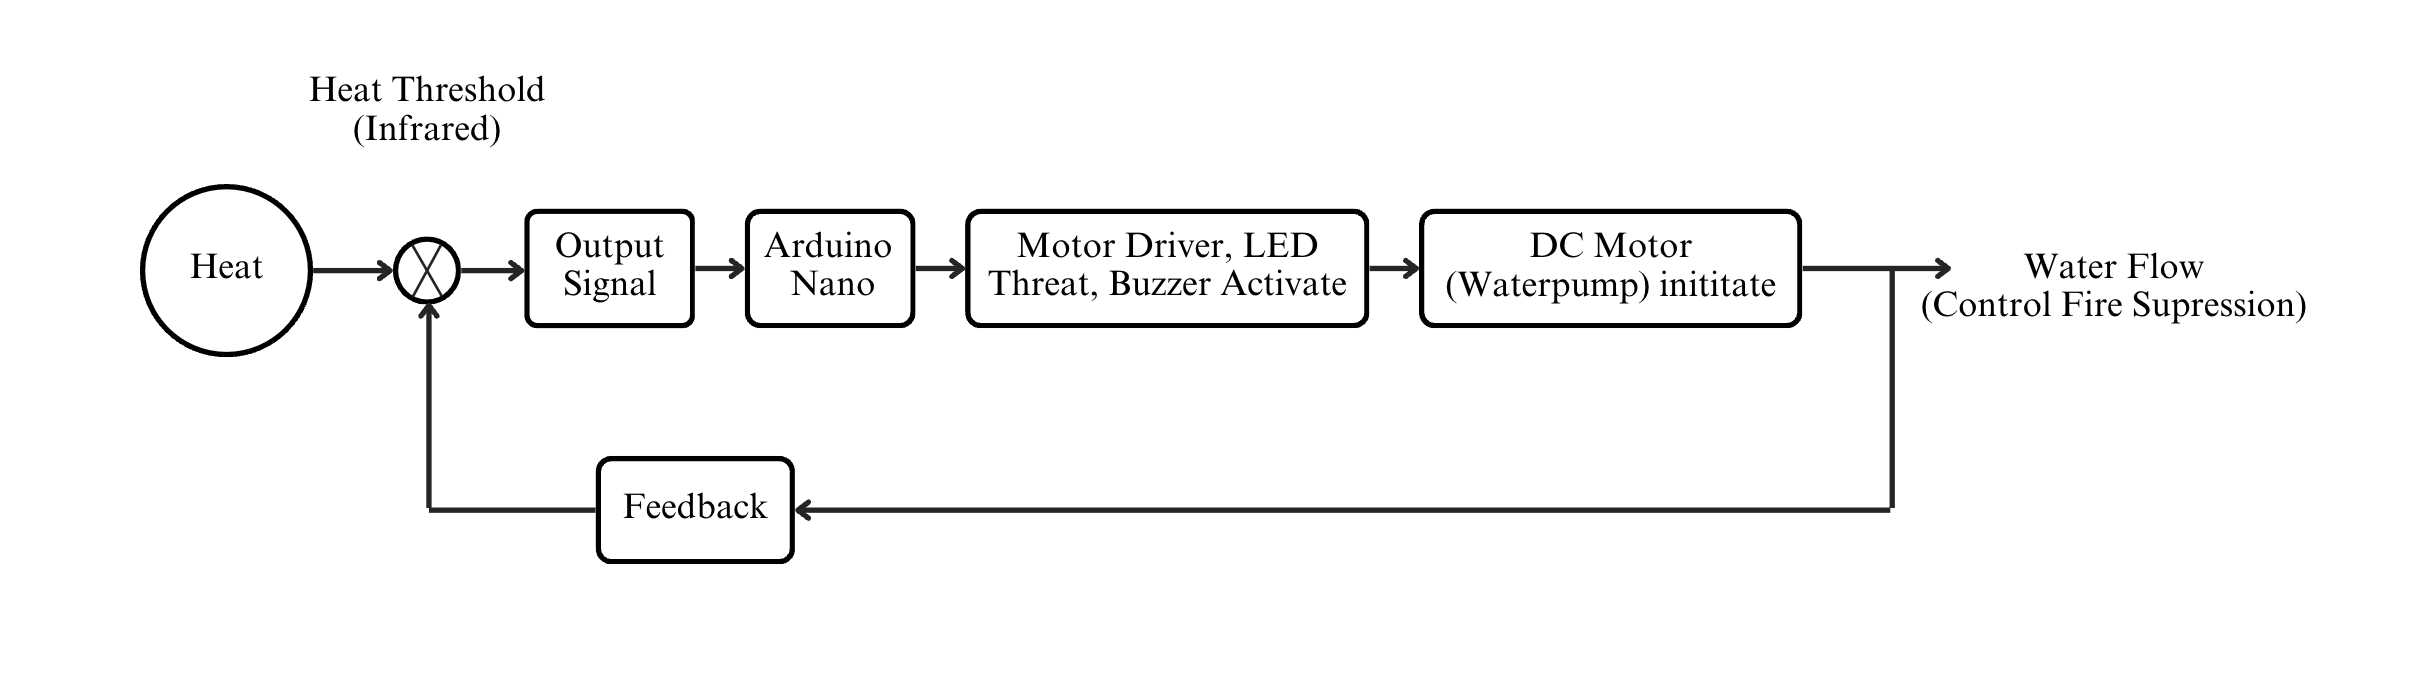 Heat Threshold
(Infrared)
Heat
Output
Signal
Arduino
Nano
Motor Driver, LED
Threat, Buzzer Activate
DC Motor
(Waterpump) inititate
Water Flow
(Control Fire Supression)
Feedback